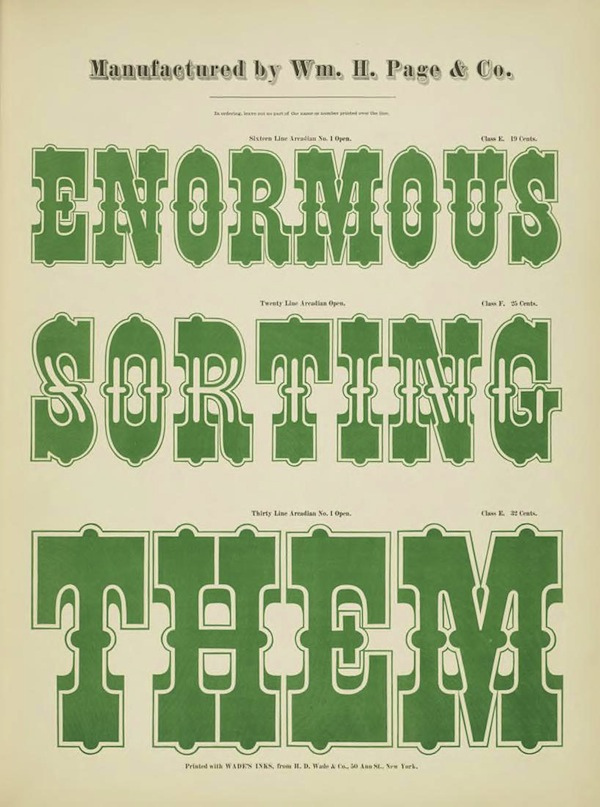 Manufactured by Wm. H. Page & Co.
In ordering, leave out no part of the name or number printed over the line.
Sixteen Line Arcadian No. 1 Open. Class E. 19 Cents.
ENORMOUS
Twenty Line Arcadian Open. Class F. 25 Cents.
SORTING
Thirty Line Arcadian No. 1 Open. Class E. 32 Cents.
THEM
Printed with WADE'S INKS, from H. D. Wade & Co., 50 Ann St., New York.